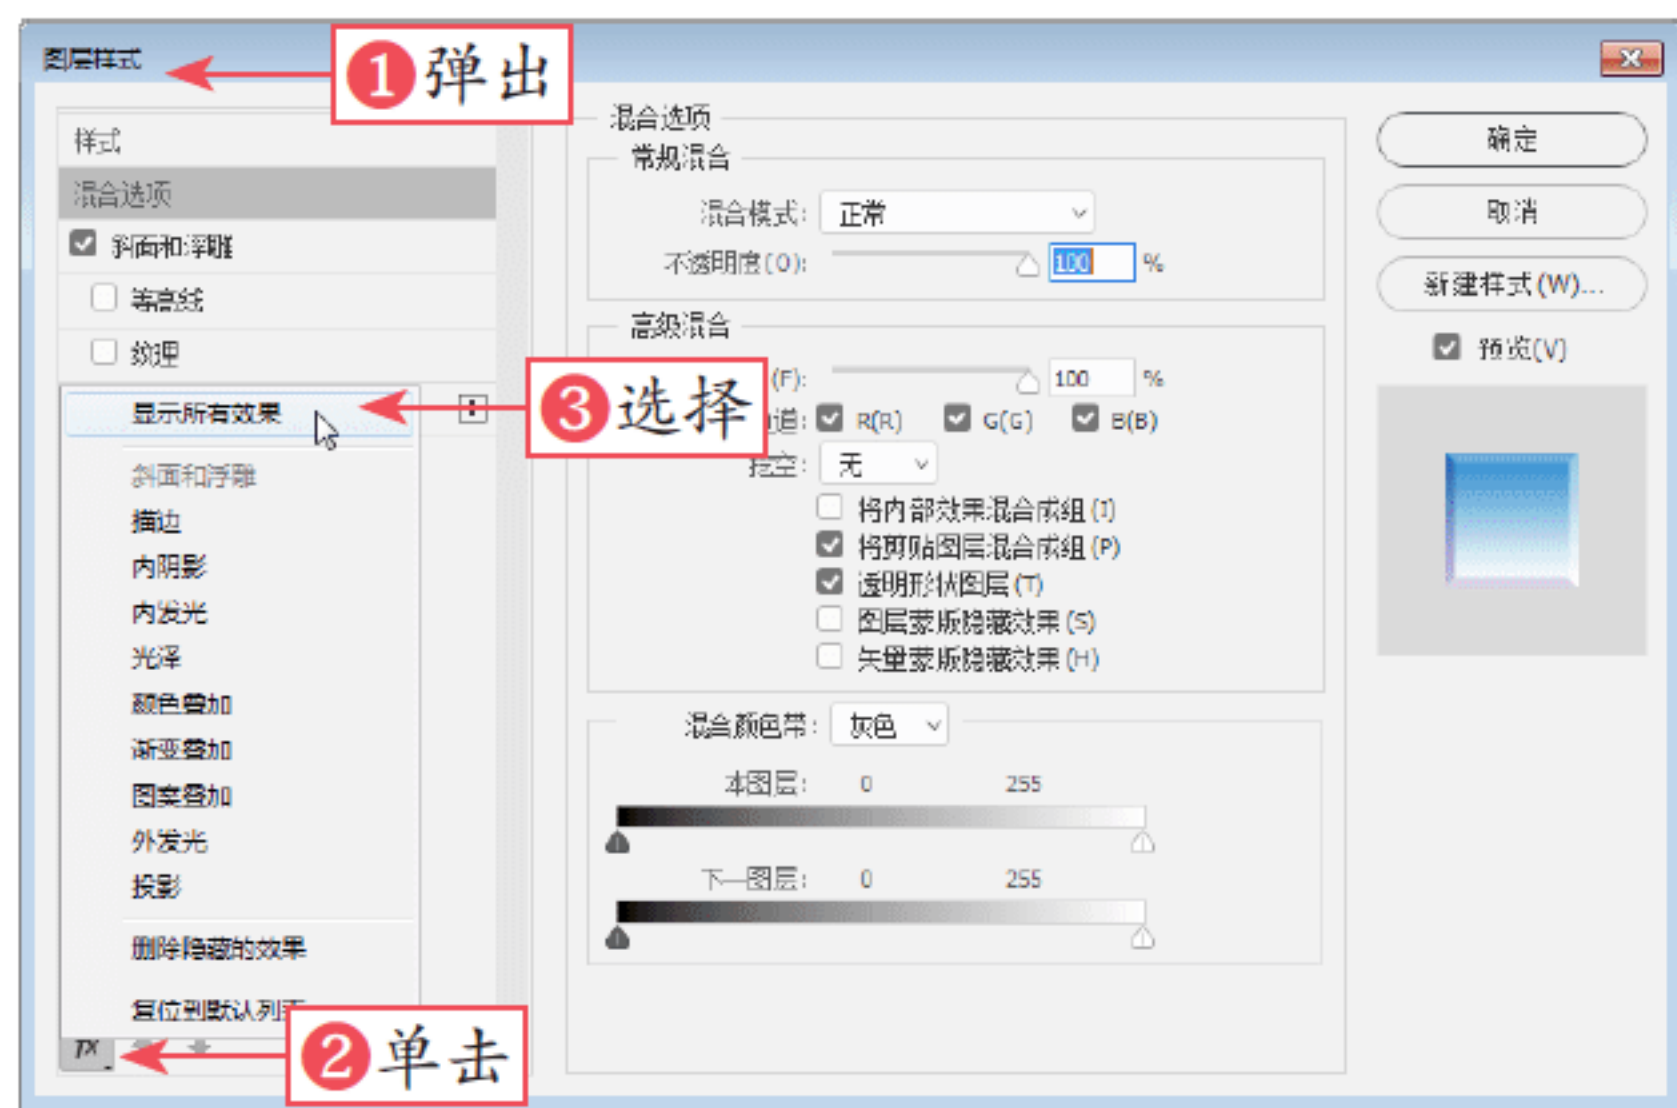 图层样式
❶弹出
样式
混合选项
斜面和浮雕
等高线
纹理
显示所有效果
❸选择
斜面和浮雕
描边
内阴影
内发光
光泽
颜色叠加
渐变叠加
图案叠加
外发光
投影
删除隐藏的效果
复位到默认列
❷单击
混合选项
常规混合
混合模式: 正常
不透明度(O): 100 %
高级混合
(F): 100 %
道: R(R) G(G) B(B)
挖空: 无
将内部效果混合成组(I)
将剪贴图层混合成组(P)
透明形状图层(T)
图层蒙版隐藏效果(S)
矢量蒙版隐藏效果(H)
混合颜色带: 灰色
本图层: 0 255
下一图层: 0 255
确定
取消
新建样式(W)...
预览(V)